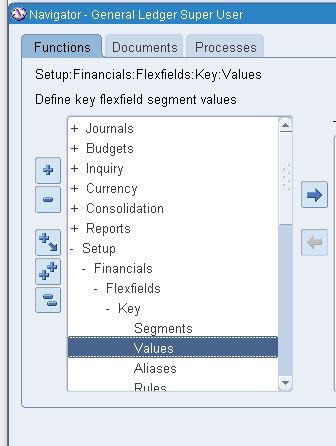 Navigator - General Ledger Super User
Functions Documents Processes
Setup:Financials:Flexfields:Key:Values
Define key flexfield segment values
+ Journals
+ Budgets
+ Inquiry
+ Currency
+ Consolidation
+ Reports
- Setup
- Financials
- Flexfields
- Key
Segments
Values
Aliases
Rules